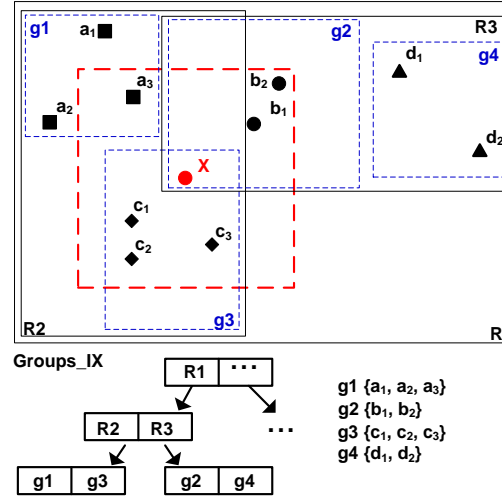 g1
a1
a2
a3
g2
b2
b1
R3
g4
d1
d2
X
c1
c2
c3
g3
R2
R
Groups_IX
R1 ...
R2 R3 ...
g1 g3 g2 g4
g1 {a1, a2, a3}
g2 {b1, b2}
g3 {c1, c2, c3}
g4 {d1, d2}